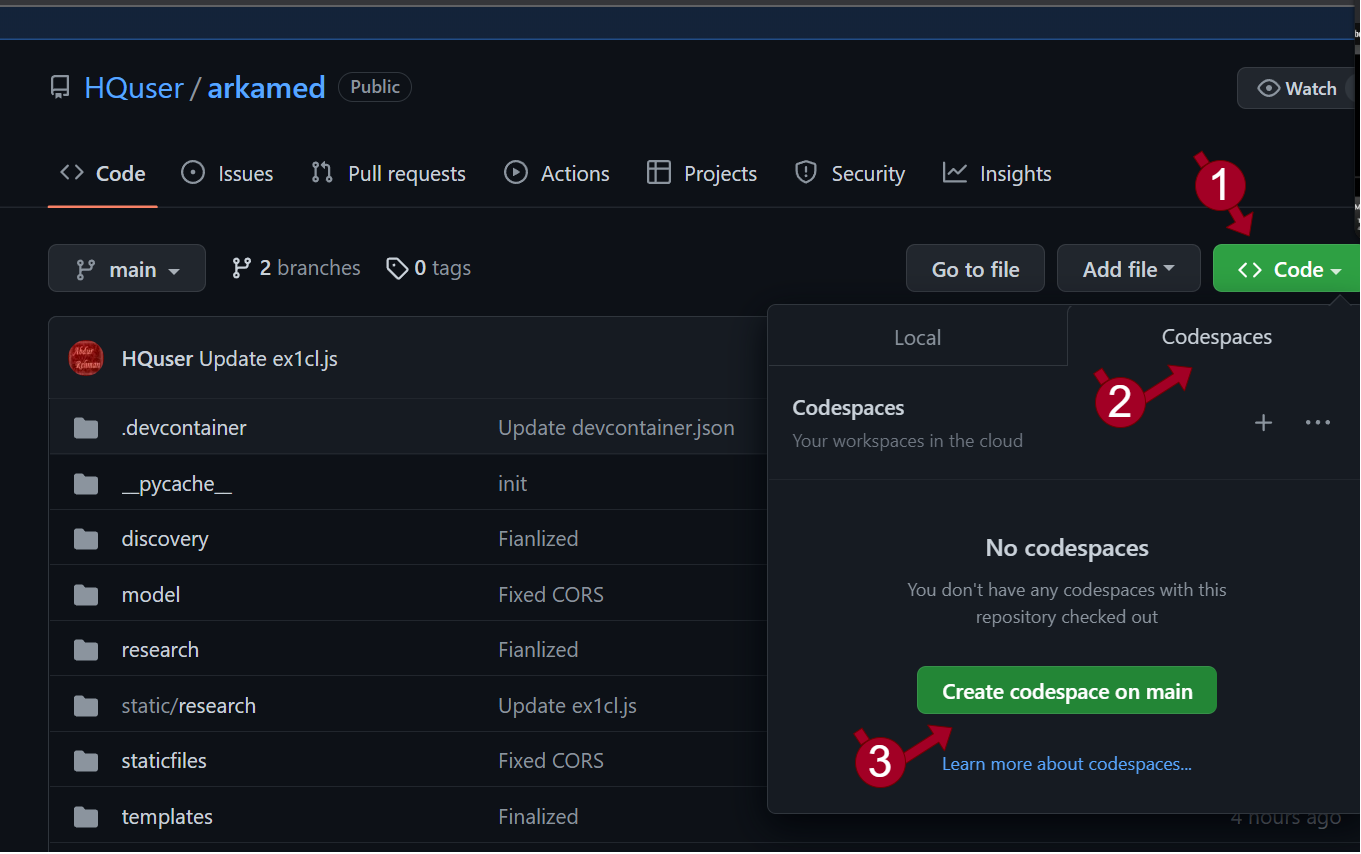 HQuser / arkamed Public
Watch
Code Issues Pull requests Actions Projects Security Insights
1
main 2 branches 0 tags Go to file Add file Code
Local Codespaces
Abdur
Rehman
HQuser Update ex1cl.js
2
Codespaces
Your workspaces in the cloud
.devcontainer Update devcontainer.json
__pycache__ init
discovery Fianlized
model Fixed CORS
research Fianlized
static/research Update ex1cl.js
staticfiles Fixed CORS
templates Finalized
No codespaces
You don't have any codespaces with this
repository checked out
Create codespace on main
3
Learn more about codespaces...
4 hours ago